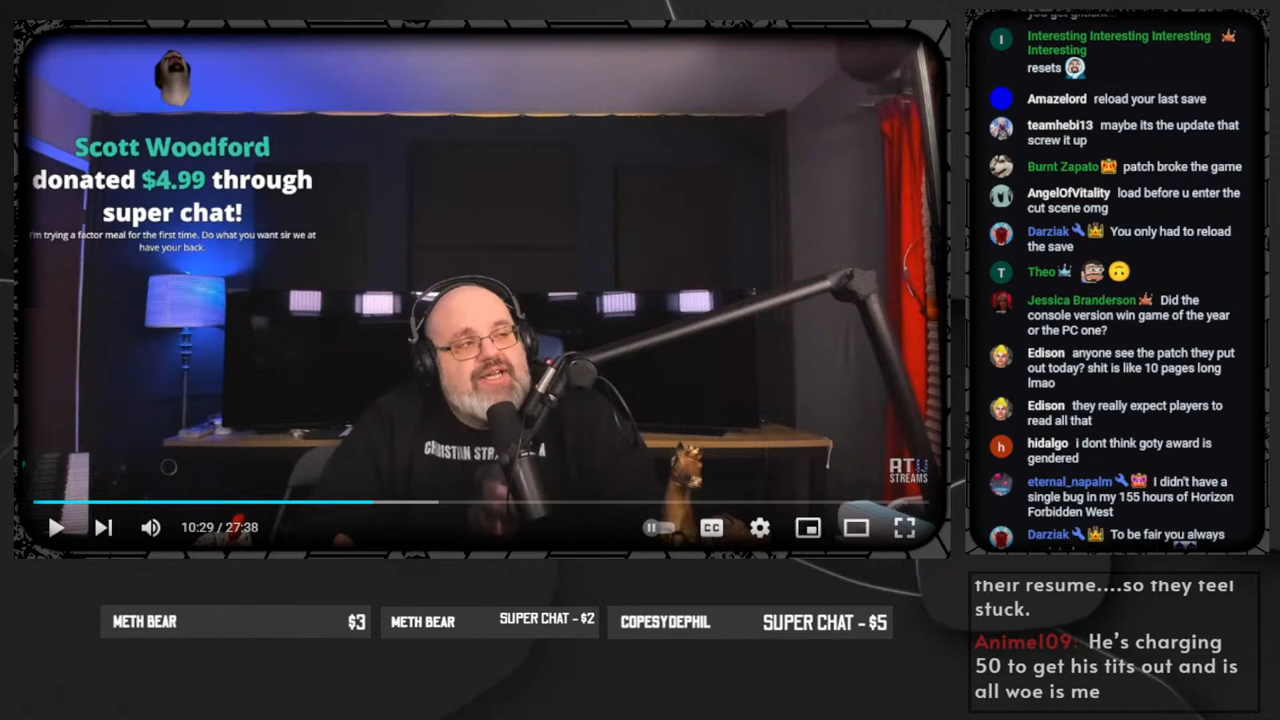 Scott Woodford
donated $4.99 through
super chat!
I'm trying a factor meal for the first time. Do what you want sir we at
have your back.
CHRISTIAN
ATU
STREAMS
10:29 / 27:38
CC
METH BEAR $3
METH BEAR SUPER CHAT - $2
COPESYDEPHIL SUPER CHAT - $5
I Interesting Interesting Interesting
Interesting
resets
Amazelord reload your last save
teamhebi13 maybe its the update that
screw it up
Burnt Zapato patch broke the game
AngelOfVitality load before u enter the
cut scene omg
Darziak You only had to reload
the save
T Theo
Jessica Branderson Did the
console version win game of the year
or the PC one?
Edison anyone see the patch they put
out today? shit is like 10 pages long
lmao
Edison they really expect players to
read all that
h hidalgo i dont think goty award is
gendered
eternal_napalm I didn't have a
single bug in my 155 hours of Horizon
Forbidden West
Darziak To be fair you always
their resume....so they feel
stuck.
Anime109: He's charging
50 to get his tits out and is
all woe is me